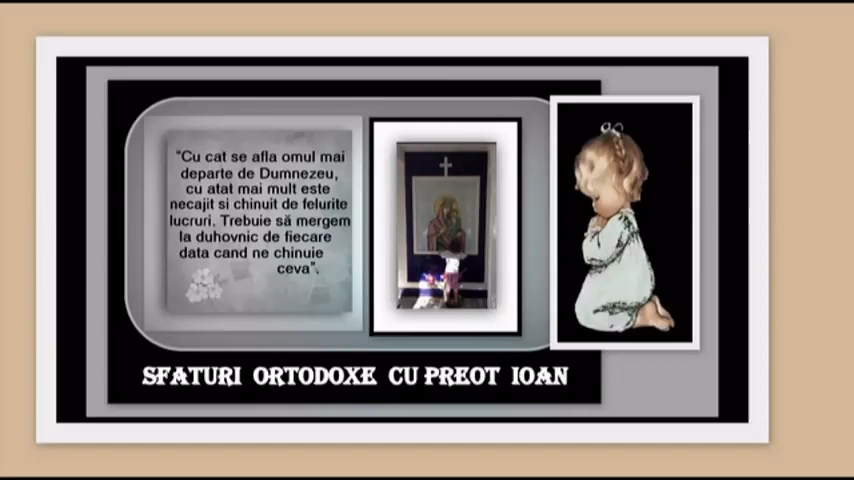 "Cu cat se afla omul mai
departe de Dumnezeu,
cu atat mai mult este
necajit si chinuit de felurite
lucruri. Trebuie să mergem
la duhovnic de fiecare
data cand ne chinuie
ceva".
SFATURI ORTODOXE CU PREOT IOAN